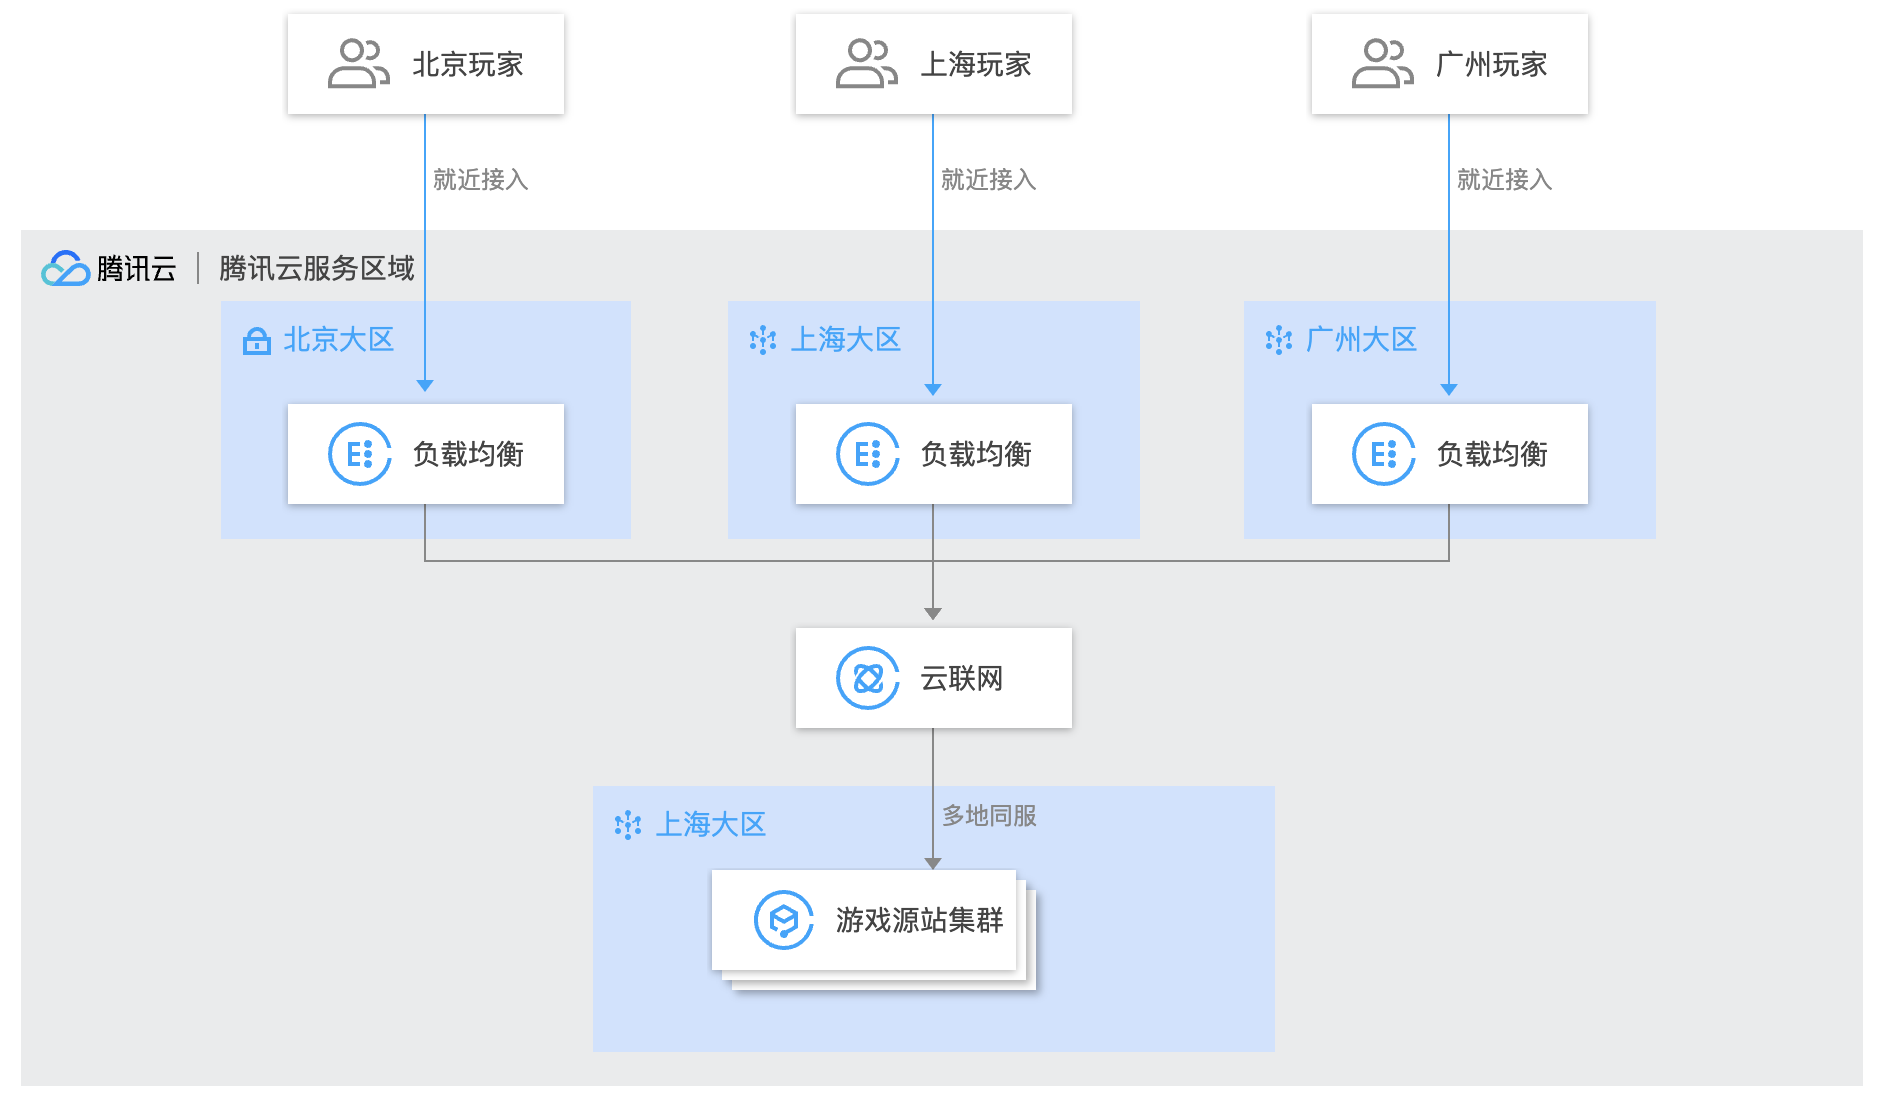 北京玩家
上海玩家
广州玩家
就近接入
就近接入
就近接入
腾讯云 | 腾讯云服务区域
北京大区
上海大区
广州大区
负载均衡
负载均衡
负载均衡
云联网
多地同服
上海大区
游戏源站集群